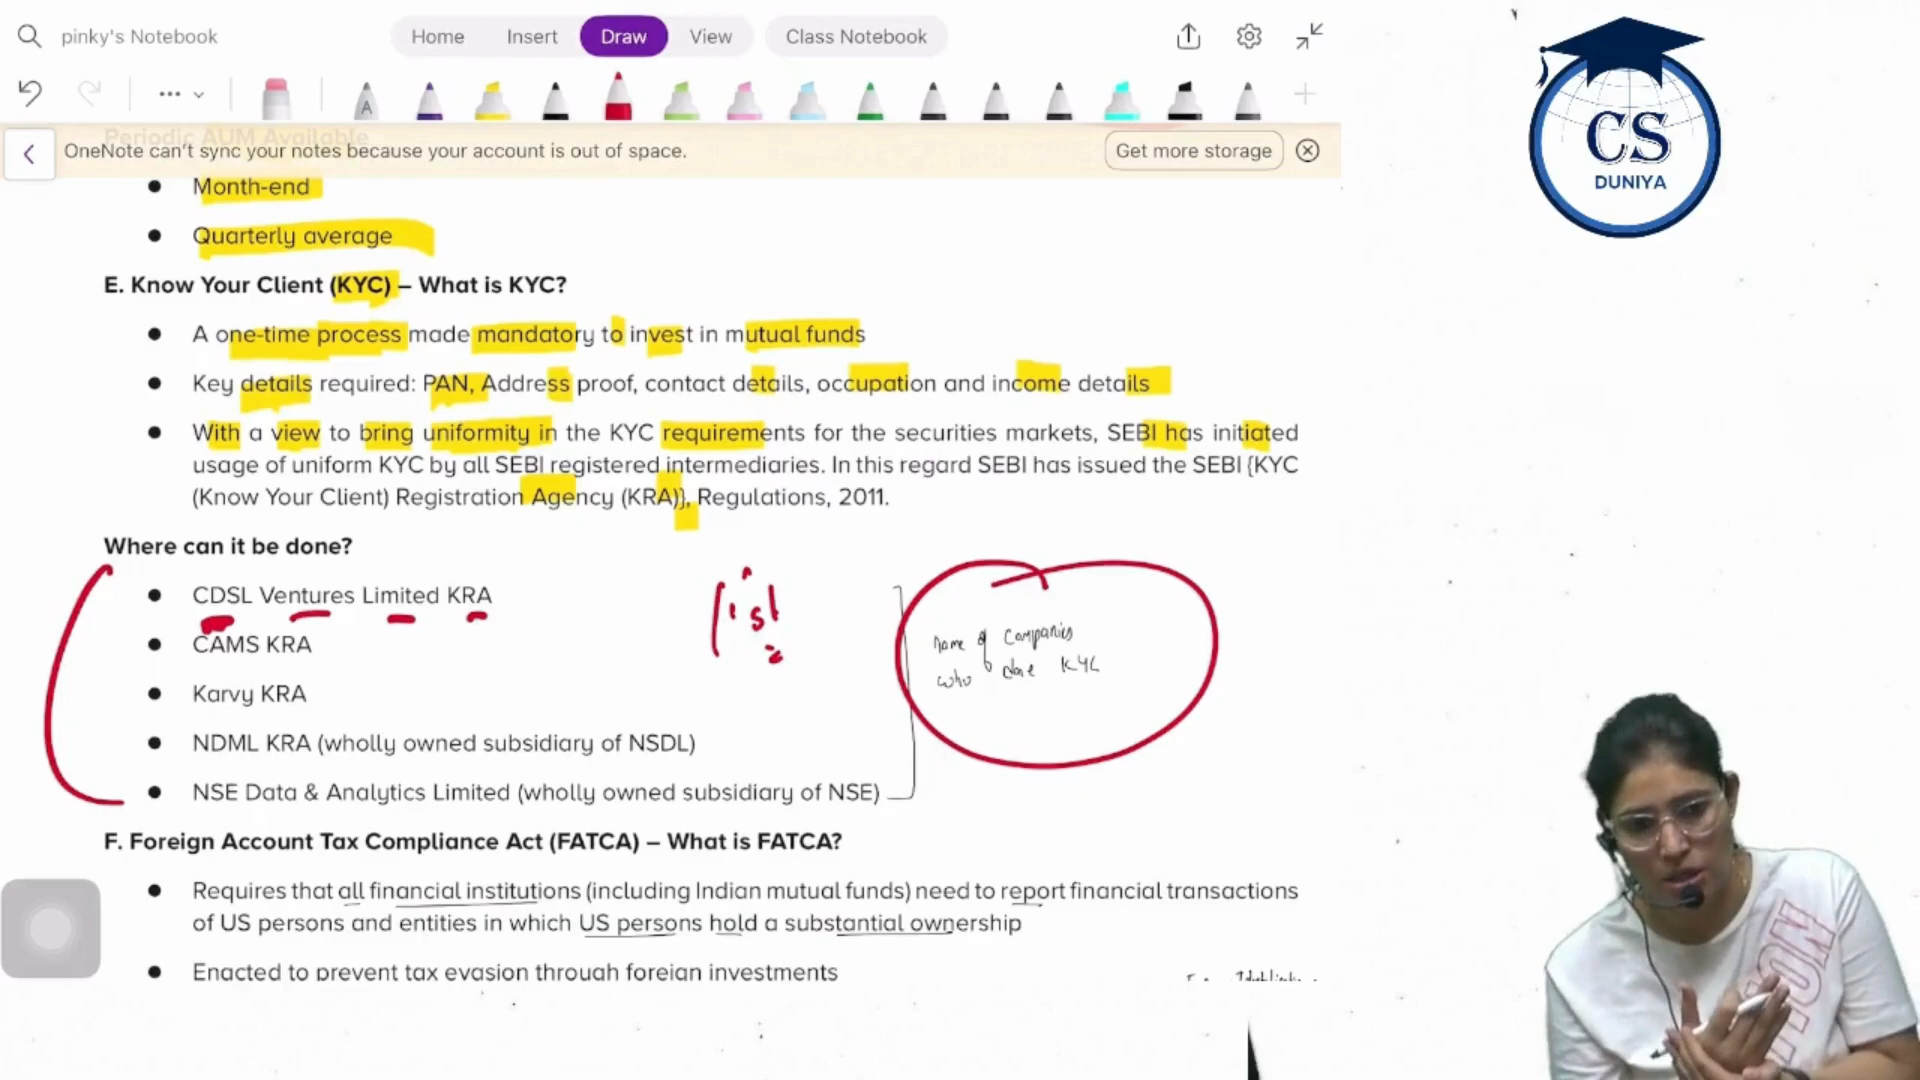 pinky's Notebook
Home
Insert
Draw
View
Class Notebook
A
Periodic AUM Available
OneNote can't sync your notes because your account is out of space.
Get more storage
CS
DUNIYA
• Month-end
• Quarterly average
E. Know Your Client (KYC) – What is KYC?
• A one-time process made mandatory to invest in mutual funds
• Key details required: PAN, Address proof, contact details, occupation and income details
• With a view to bring uniformity in the KYC requirements for the securities markets, SEBI has initiated
usage of uniform KYC by all SEBI registered intermediaries. In this regard SEBI has issued the SEBI {KYC
(Know Your Client) Registration Agency (KRA)}, Regulations, 2011.
Where can it be done?
• CDSL Ventures Limited KRA
• CAMS KRA
• Karvy KRA
• NDML KRA (wholly owned subsidiary of NSDL)
• NSE Data & Analytics Limited (wholly owned subsidiary of NSE)
list
Name of Companies
who done KYC
F. Foreign Account Tax Compliance Act (FATCA) – What is FATCA?
• Requires that all financial institutions (including Indian mutual funds) need to report financial transactions
of US persons and entities in which US persons hold a substantial ownership
• Enacted to prevent tax evasion through foreign investments